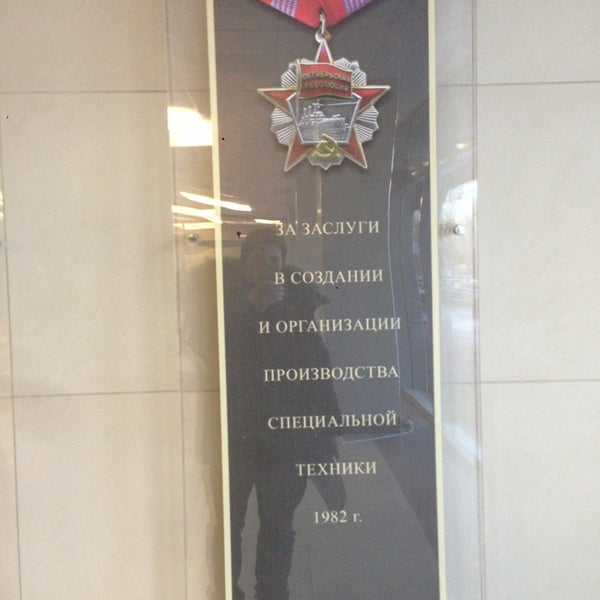 ОКТЯБРЬСКАЯ
РЕВОЛЮЦИЯ
ЗА ЗАСЛУГИ
В СОЗДАНИИ
И ОРГАНИЗАЦИИ
ПРОИЗВОДСТВА
СПЕЦИАЛЬНОЙ
ТЕХНИКИ
1982 г.